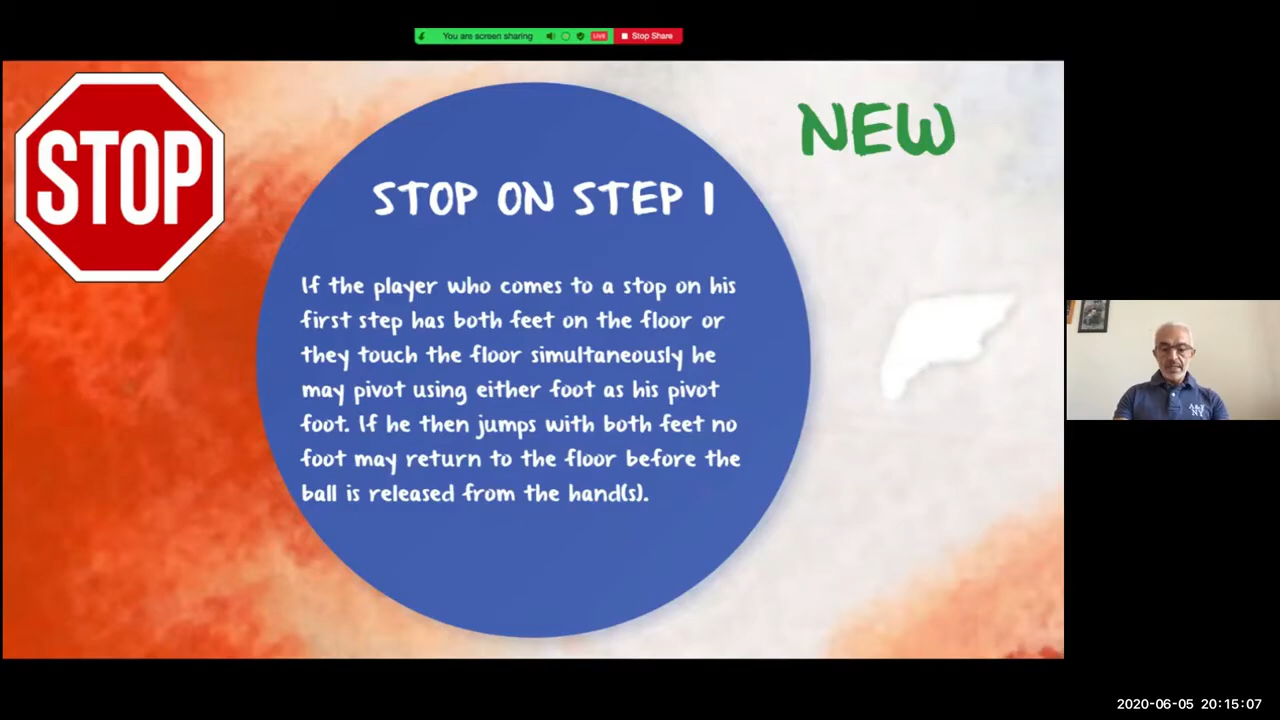 You are screen sharing LIVE Stop Share
STOP
NEW
STOP ON STEP 1
If the player who comes to a stop on his
first step has both feet on the floor or
they touch the floor simultaneously he
may pivot using either foot as his pivot
foot. If he then jumps with both feet no
foot may return to the floor before the
ball is released from the hand(s).
2020-06-05 20:15:07